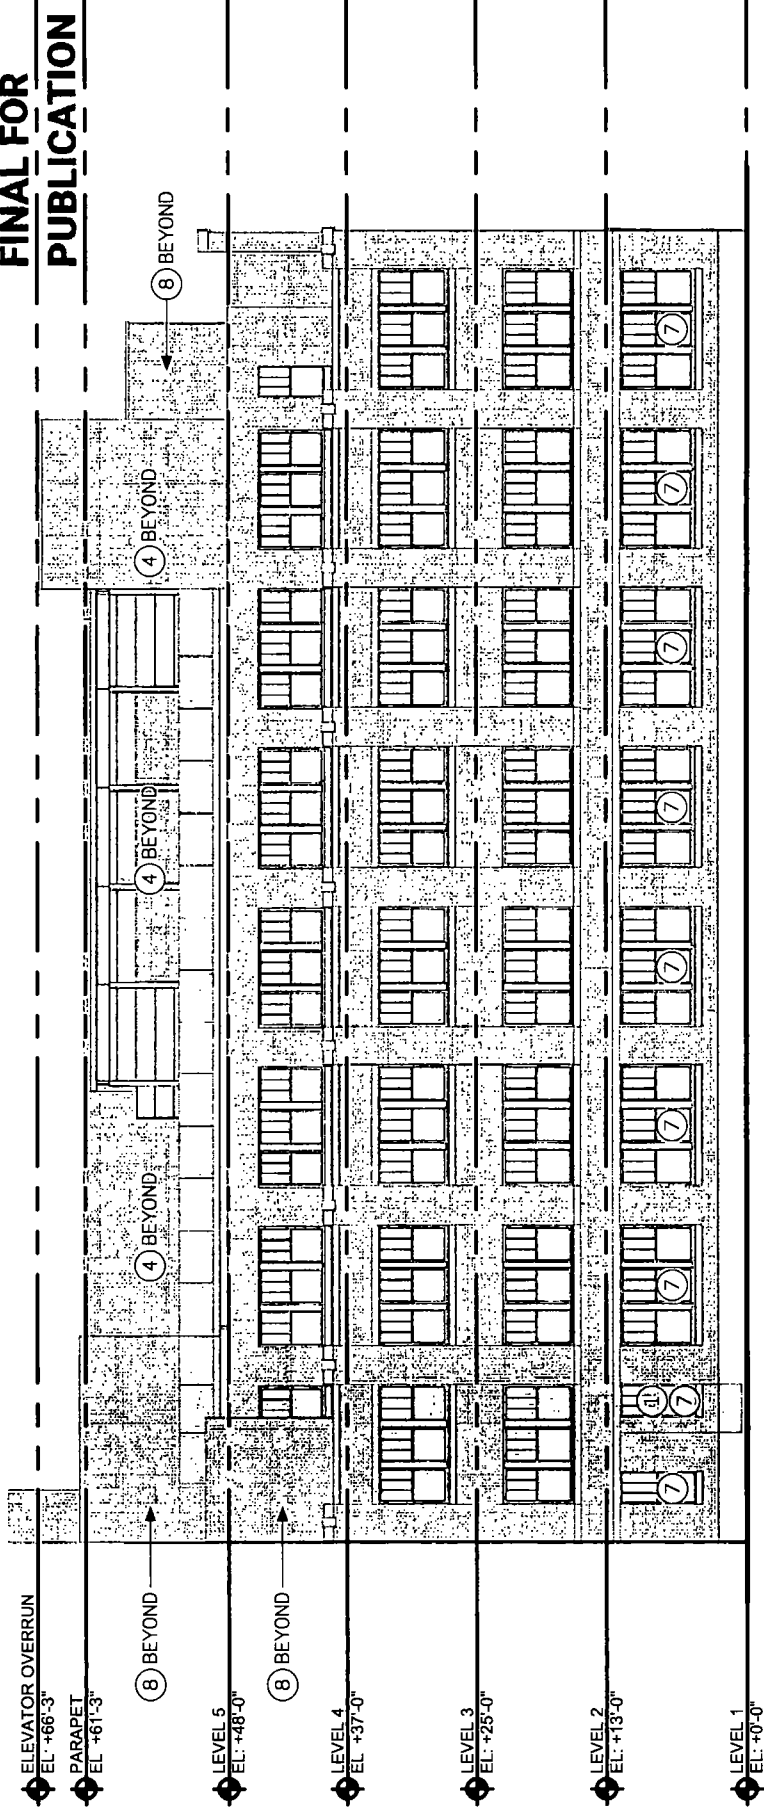 FINAL FOR
PUBLICATION
ELEVATOR OVERRUN
EL: +66'-3"
PARAPET
EL: +61'-3"
8 BEYOND
4 BEYOND
4 BEYOND
4 BEYOND
8 BEYOND
LEVEL 5
EL: +48'-0"
8 BEYOND
LEVEL 4
EL: +37'-0"
LEVEL 3
EL: +25'-0"
LEVEL 2
EL: +13'-0"
7
7
7
7
7
7
7
7
7
LEVEL 1
EL: +0'-0"